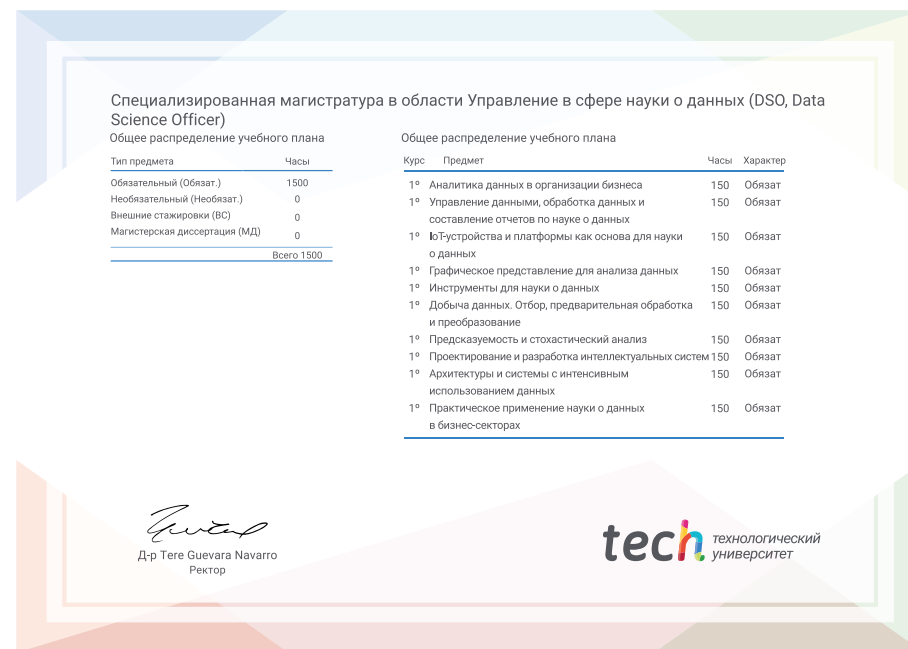 Специализированная магистратура в области Управление в сфере науки о данных (DSO, Data
Science Officer)
Общее распределение учебного плана
Тип предмета Часы
Обязательный (Обязат.) 1500
Необязательный (Необязат.) 0
Внешние стажировки (ВС) 0
Магистерская диссертация (МД) 0
Всего 1500
Общее распределение учебного плана
Курс Предмет Часы Характер
1º Аналитика данных в организации бизнеса 150 Обязат
1º Управление данными, обработка данных и 150 Обязат
составление отчетов по науке о данных
1º IoT-устройства и платформы как основа для науки 150 Обязат
о данных
1º Графическое представление для анализа данных 150 Обязат
1º Инструменты для науки о данных 150 Обязат
1º Добыча данных. Отбор, предварительная обработка 150 Обязат
и преобразование
1º Предсказуемость и стохастический анализ 150 Обязат
1º Проектирование и разработка интеллектуальных систем 150 Обязат
1º Архитектуры и системы с интенсивным 150 Обязат
использованием данных
1º Практическое применение науки о данных 150 Обязат
в бизнес-секторах
Д-р Tere Guevara Navarro
Ректор
tech технологический
университет